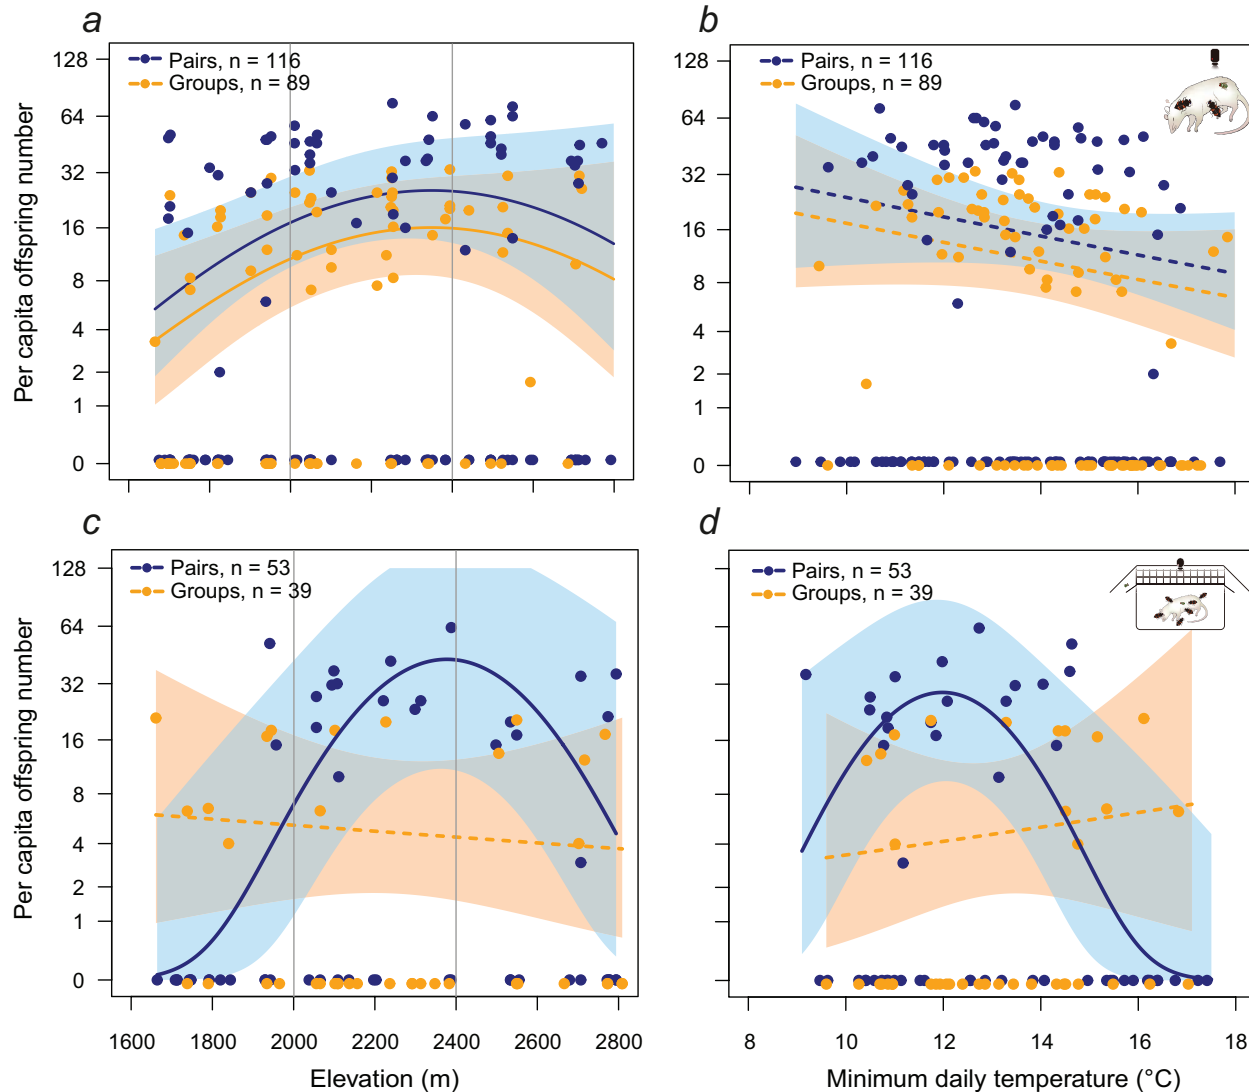 a
Per capita offspring number
128
64
32
16
8
4
2
1
0
Pairs, n = 116
Groups, n = 89
b
128
64
32
16
8
4
2
1
0
Pairs, n = 116
Groups, n = 89
c
Per capita offspring number
128
64
32
16
8
4
2
1
0
Pairs, n = 53
Groups, n = 39
1600 1800 2000 2200 2400 2600 2800
Elevation (m)
d
Pairs, n = 53
Groups, n = 39
8 10 12 14 16 18
Minimum daily temperature (°C)